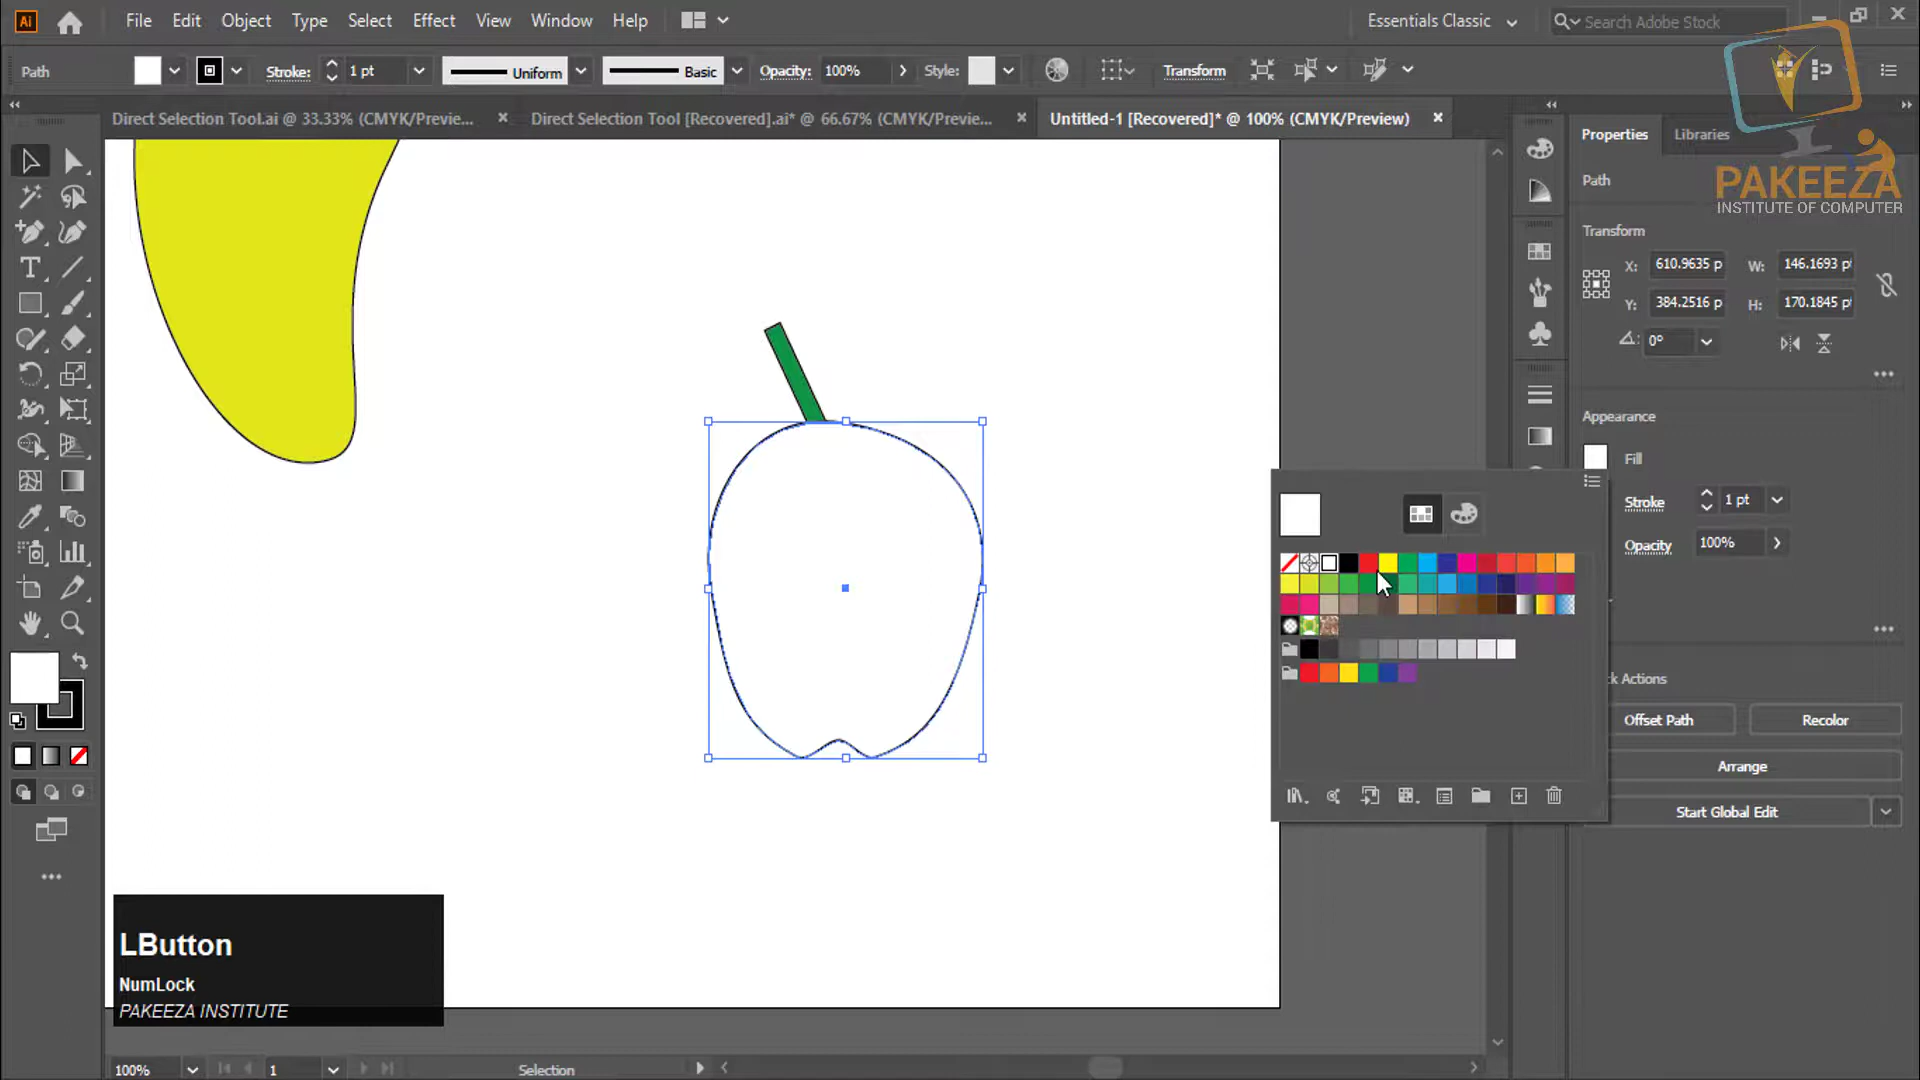 Ai File Edit Object Type Select Effect View Window Help Essentials Classic Search Adobe Stock
Path Stroke: 1 pt Uniform Basic Opacity: 100% Style: Transform
Direct Selection Tool.ai @ 33.33% (CMYK/Previe... Direct Selection Tool [Recovered].ai* @ 66.67% (CMYK/Previe... Untitled-1 [Recovered]* @ 100% (CMYK/Preview)
Properties Libraries
PAKEEZA
INSTITUTE OF COMPUTER
Path
Transform
X: 610.9635 p W: 146.1693 p
Y: 384.2516 p H: 170.1845 p
0°
Appearance
Fill
Stroke 1 pt
Opacity 100%
k Actions
Offset Path Recolor
Arrange
Start Global Edit
LButton
NumLock
PAKEEZA INSTITUTE
100% 1 Selection